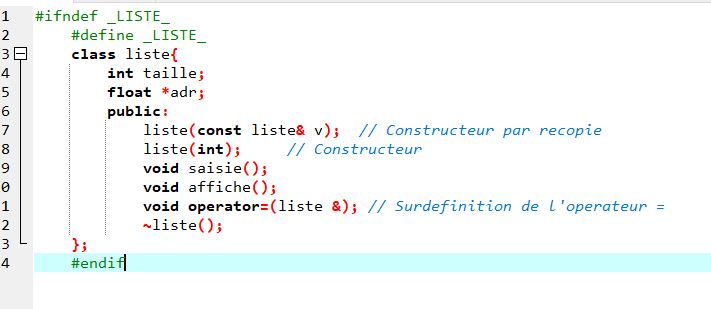 1 #ifndef _LISTE_
2 #define _LISTE_
3 class liste{
4 int taille;
5 float *adr;
6 public:
7 liste(const liste& v); // Constructeur par recopie
8 liste(int); // Constructeur
9 void saisie();
0 void affiche();
1 void operator=(liste &); // Surdefinition de l'operateur =
2 ~liste();
3 };
4 #endif